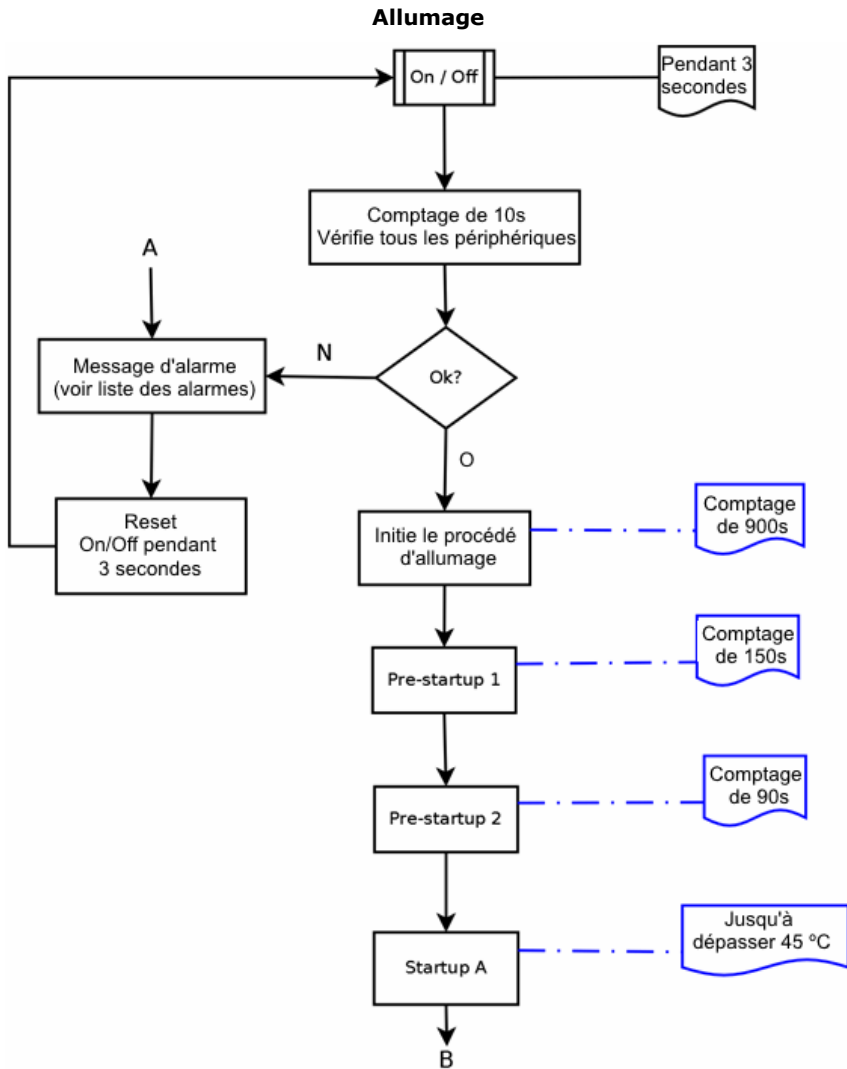 Allumage
On / Off
Pendant 3
secondes
Comptage de 10s
Vérifie tous les périphériques
A
Message d'alarme
(voir liste des alarmes)
N
Ok?
O
Reset
On/Off pendant
3 secondes
Initie le procédé
d'allumage
Comptage
de 900s
Pre-startup 1
Comptage
de 150s
Pre-startup 2
Comptage
de 90s
Startup A
Jusqu'à
dépasser 45 ºC
B